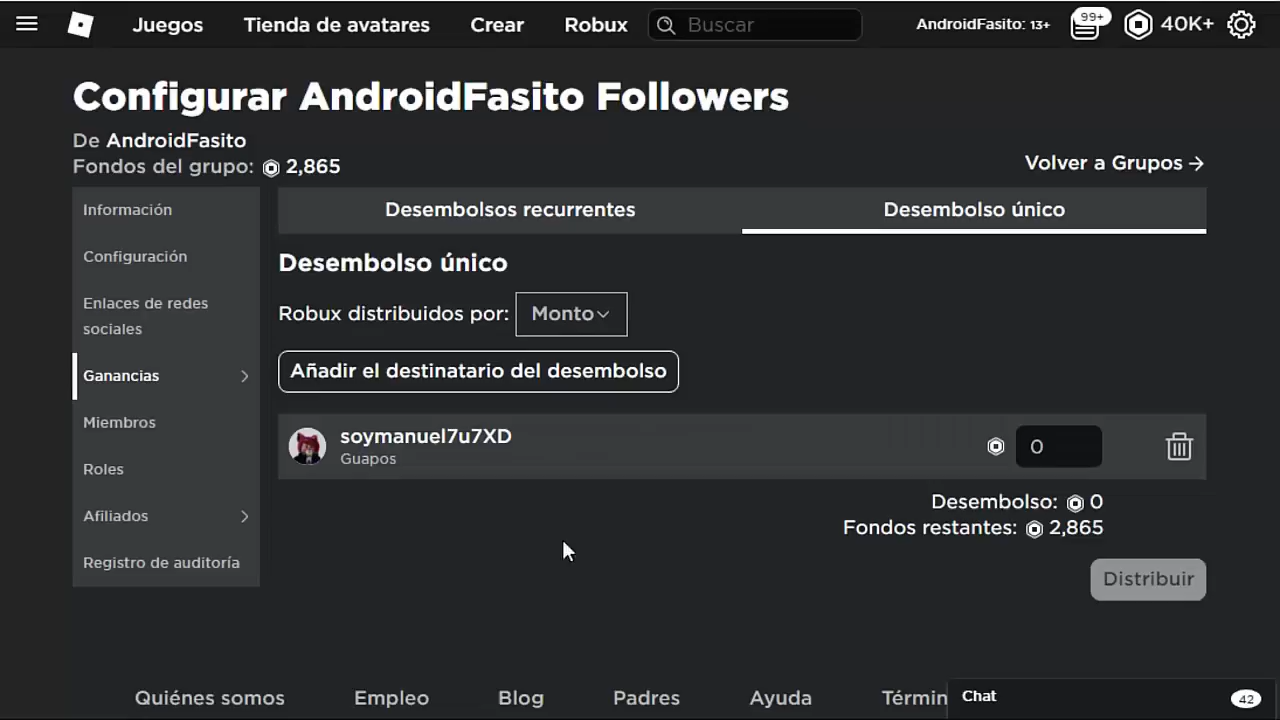 Juegos Tienda de avatares Crear Robux Buscar AndroidFasito: 13+ 99+ 40K+
Configurar AndroidFasito Followers
De AndroidFasito
Fondos del grupo: 2,865
Volver a Grupos →
Información
Configuración
Enlaces de redes
sociales
Ganancias
Miembros
Roles
Afiliados
Registro de auditoría
Desembolsos recurrentes Desembolso único
Desembolso único
Robux distribuidos por: Monto
Añadir el destinatario del desembolso
soymanuel7u7XD
Guapos
0
Desembolso: 0
Fondos restantes: 2,865
Distribuir
Quiénes somos Empleo Blog Padres Ayuda Términ
Chat 42